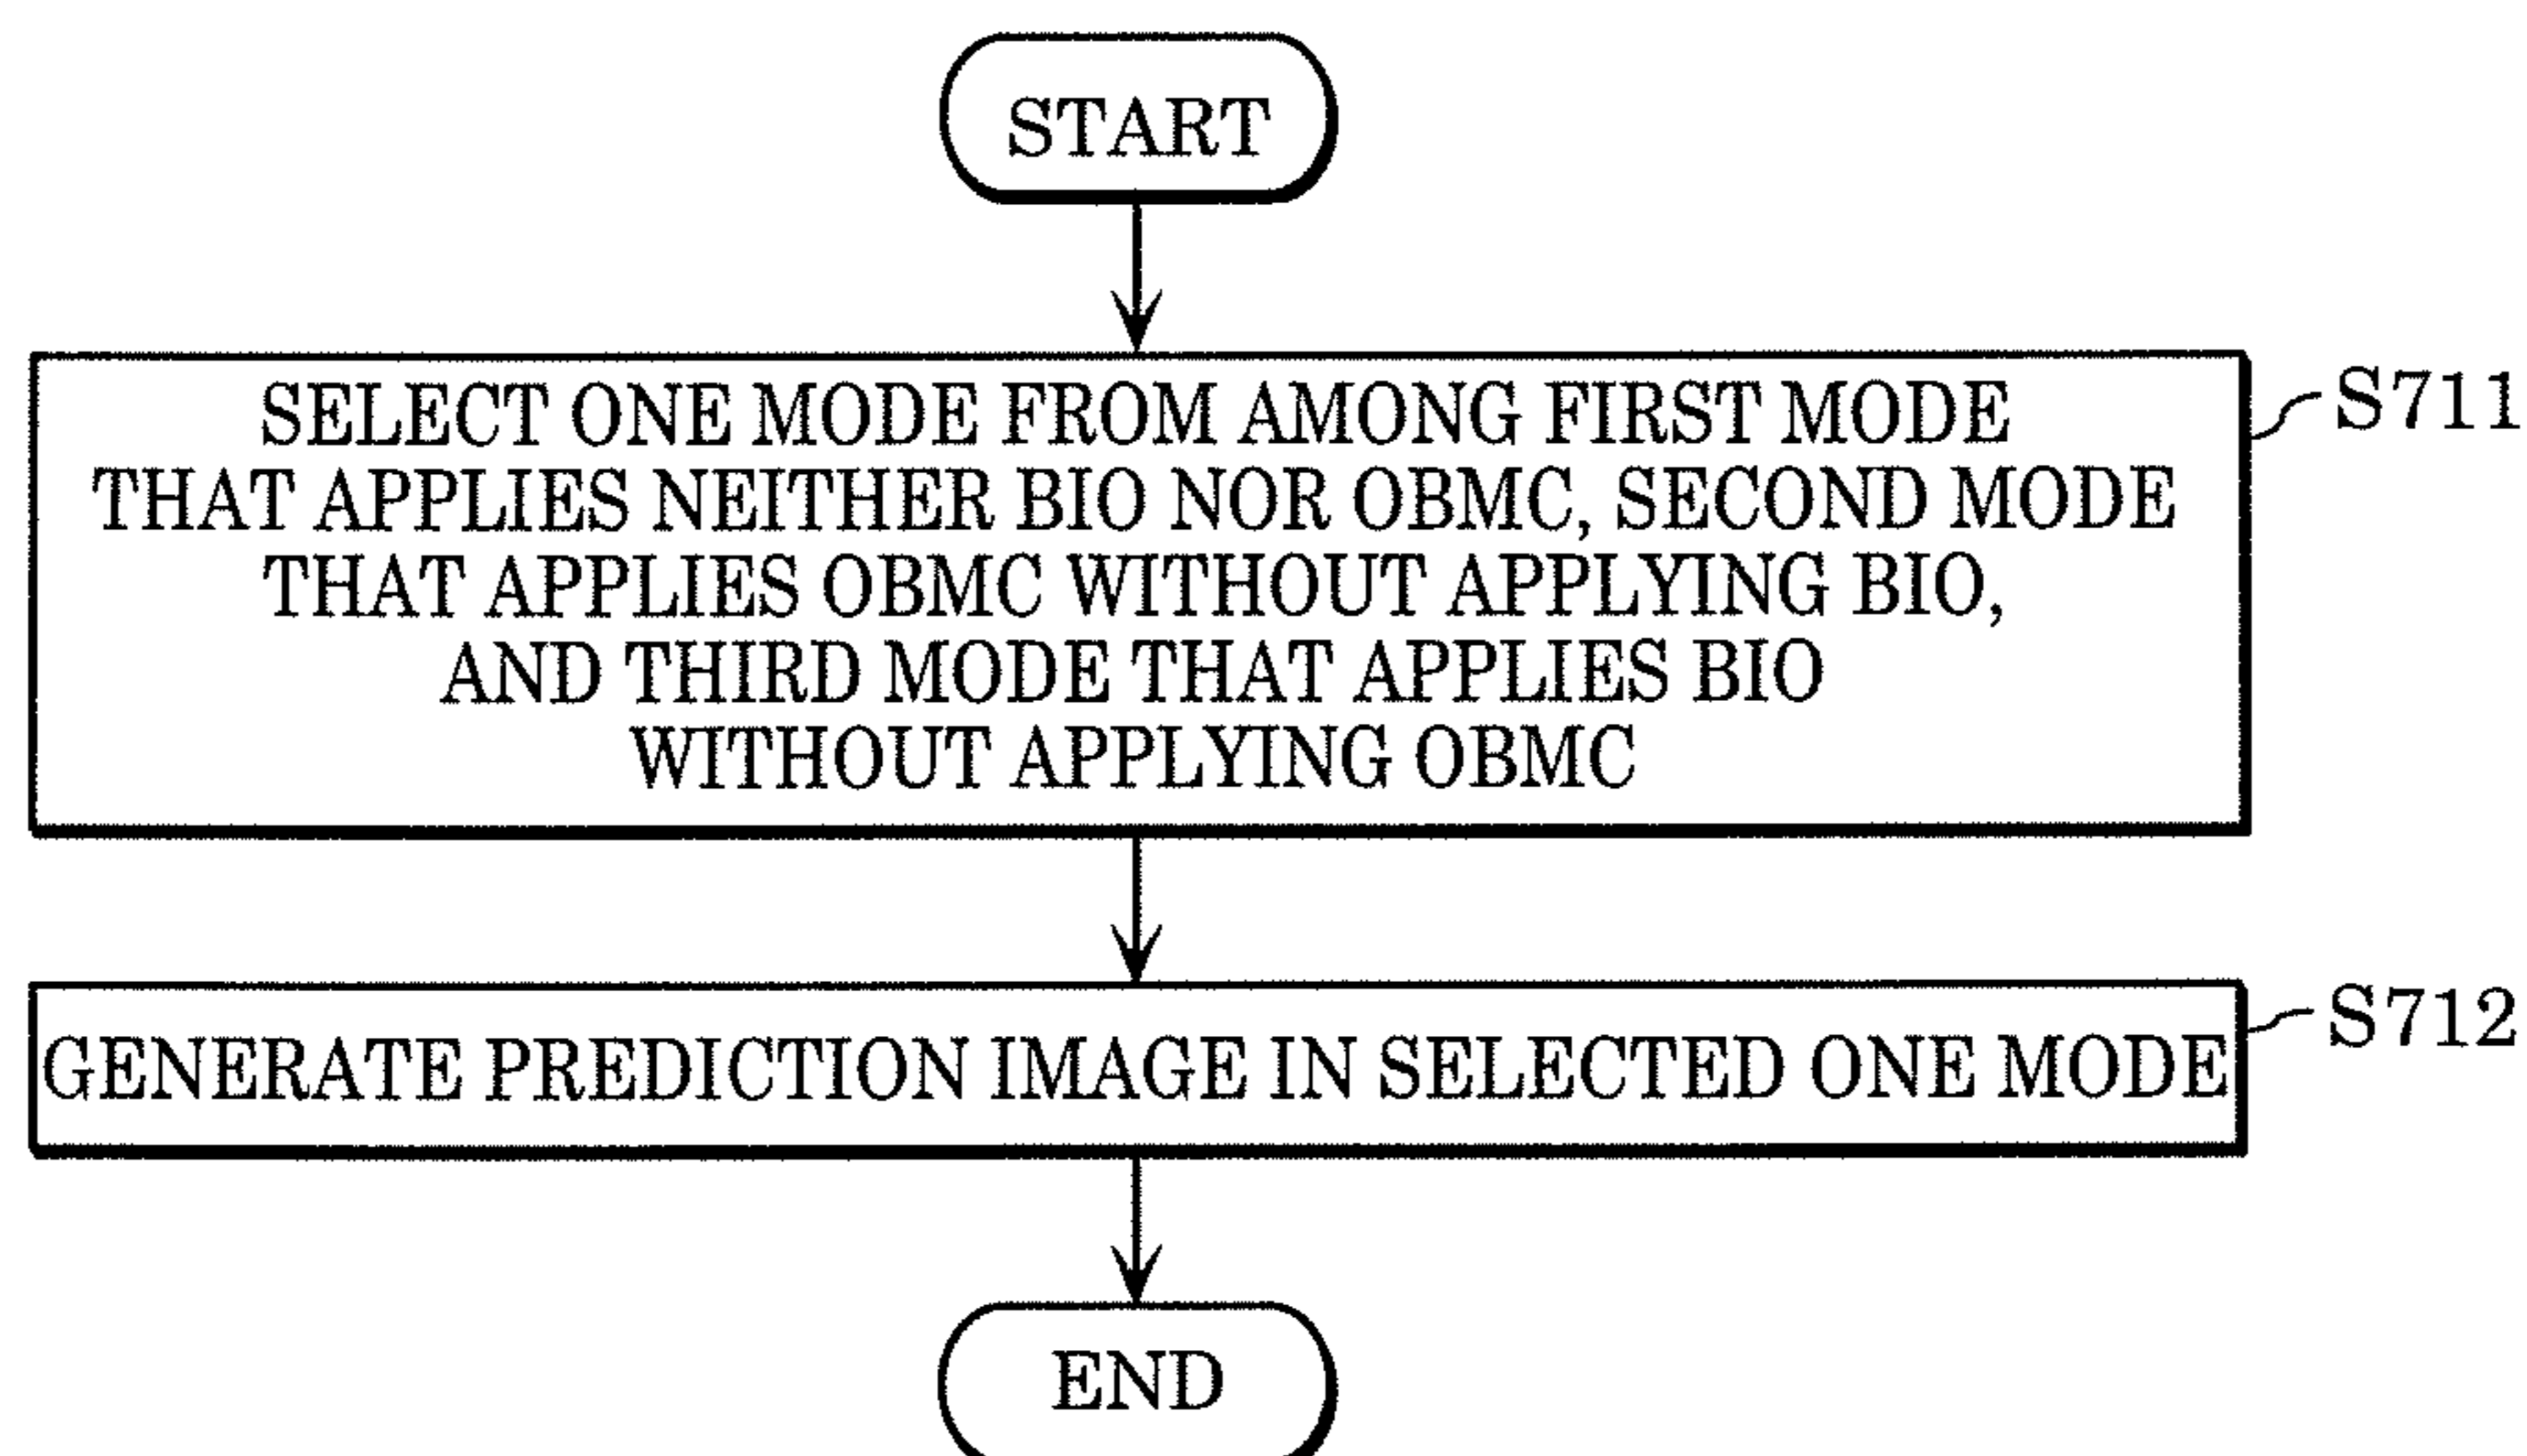 START
SELECT ONE MODE FROM AMONG FIRST MODE
THAT APPLIES NEITHER BIO NOR OBMC, SECOND MODE
THAT APPLIES OBMC WITHOUT APPLYING BIO,
AND THIRD MODE THAT APPLIES BIO
WITHOUT APPLYING OBMC
S711
GENERATE PREDICTION IMAGE IN SELECTED ONE MODE
S712
END